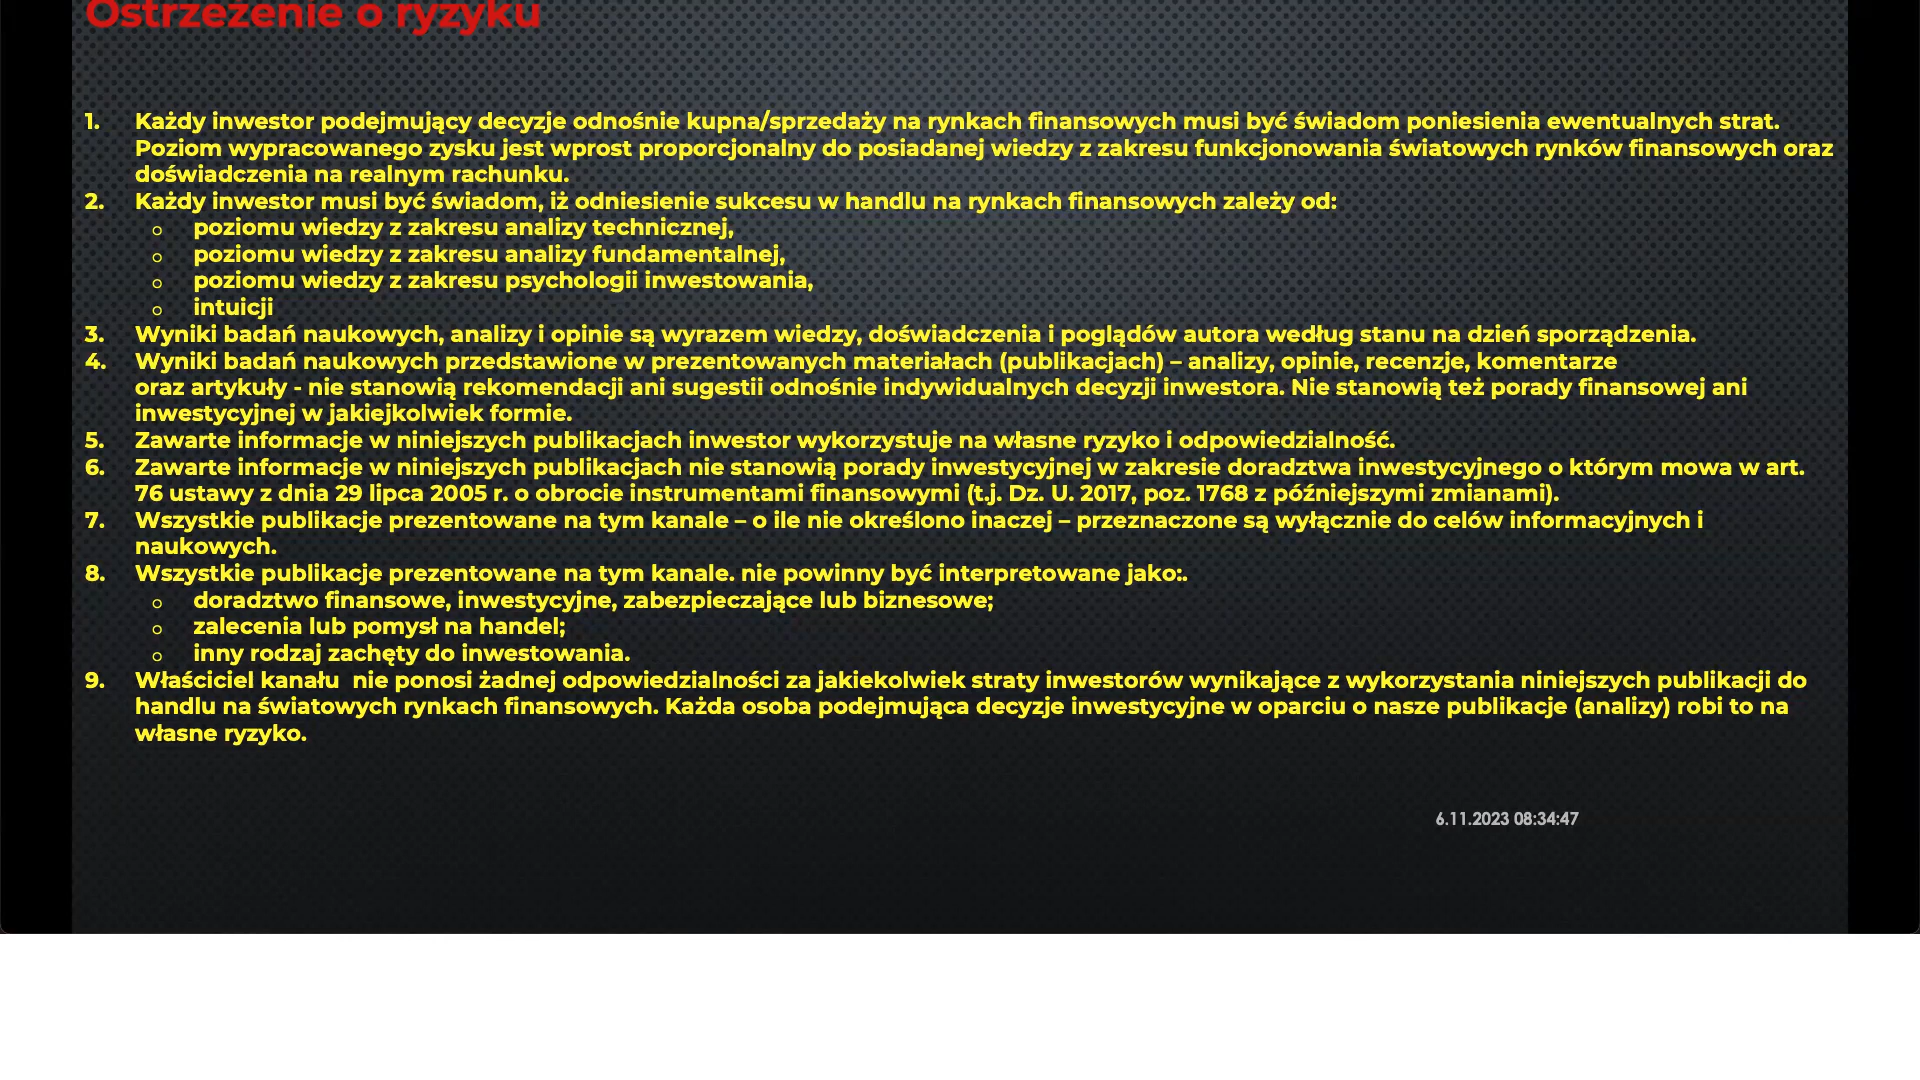 Ostrzeżenie o ryzyku
1. Każdy inwestor podejmujący decyzje odnośnie kupna/sprzedaży na rynkach finansowych musi być świadom poniesienia ewentualnych strat.
Poziom wypracowanego zysku jest wprost proporcjonalny do posiadanej wiedzy z zakresu funkcjonowania światowych rynków finansowych oraz
doświadczenia na realnym rachunku.
2. Każdy inwestor musi być świadom, iż odniesienie sukcesu w handlu na rynkach finansowych zależy od:
o poziomu wiedzy z zakresu analizy technicznej,
o poziomu wiedzy z zakresu analizy fundamentalnej,
o poziomu wiedzy z zakresu psychologii inwestowania,
o intuicji
3. Wyniki badań naukowych, analizy i opinie są wyrazem wiedzy, doświadczenia i poglądów autora według stanu na dzień sporządzenia.
4. Wyniki badań naukowych przedstawione w prezentowanych materiałach (publikacjach) – analizy, opinie, recenzje, komentarze
oraz artykuły - nie stanowią rekomendacji ani sugestii odnośnie indywidualnych decyzji inwestora. Nie stanowią też porady finansowej ani
inwestycyjnej w jakiejkolwiek formie.
5. Zawarte informacje w niniejszych publikacjach inwestor wykorzystuje na własne ryzyko i odpowiedzialność.
6. Zawarte informacje w niniejszych publikacjach nie stanowią porady inwestycyjnej w zakresie doradztwa inwestycyjnego o którym mowa w art.
76 ustawy z dnia 29 lipca 2005 r. o obrocie instrumentami finansowymi (t.j. Dz. U. 2017, poz. 1768 z późniejszymi zmianami).
7. Wszystkie publikacje prezentowane na tym kanale – o ile nie określono inaczej – przeznaczone są wyłącznie do celów informacyjnych i
naukowych.
8. Wszystkie publikacje prezentowane na tym kanale. nie powinny być interpretowane jako:.
o doradztwo finansowe, inwestycyjne, zabezpieczające lub biznesowe;
o zalecenia lub pomysł na handel;
o inny rodzaj zachęty do inwestowania.
9. Właściciel kanału  nie ponosi żadnej odpowiedzialności za jakiekolwiek straty inwestorów wynikające z wykorzystania niniejszych publikacji do
handlu na światowych rynkach finansowych. Każda osoba podejmująca decyzje inwestycyjne w oparciu o nasze publikacje (analizy) robi to na
własne ryzyko.
6.11.2023 08:34:47